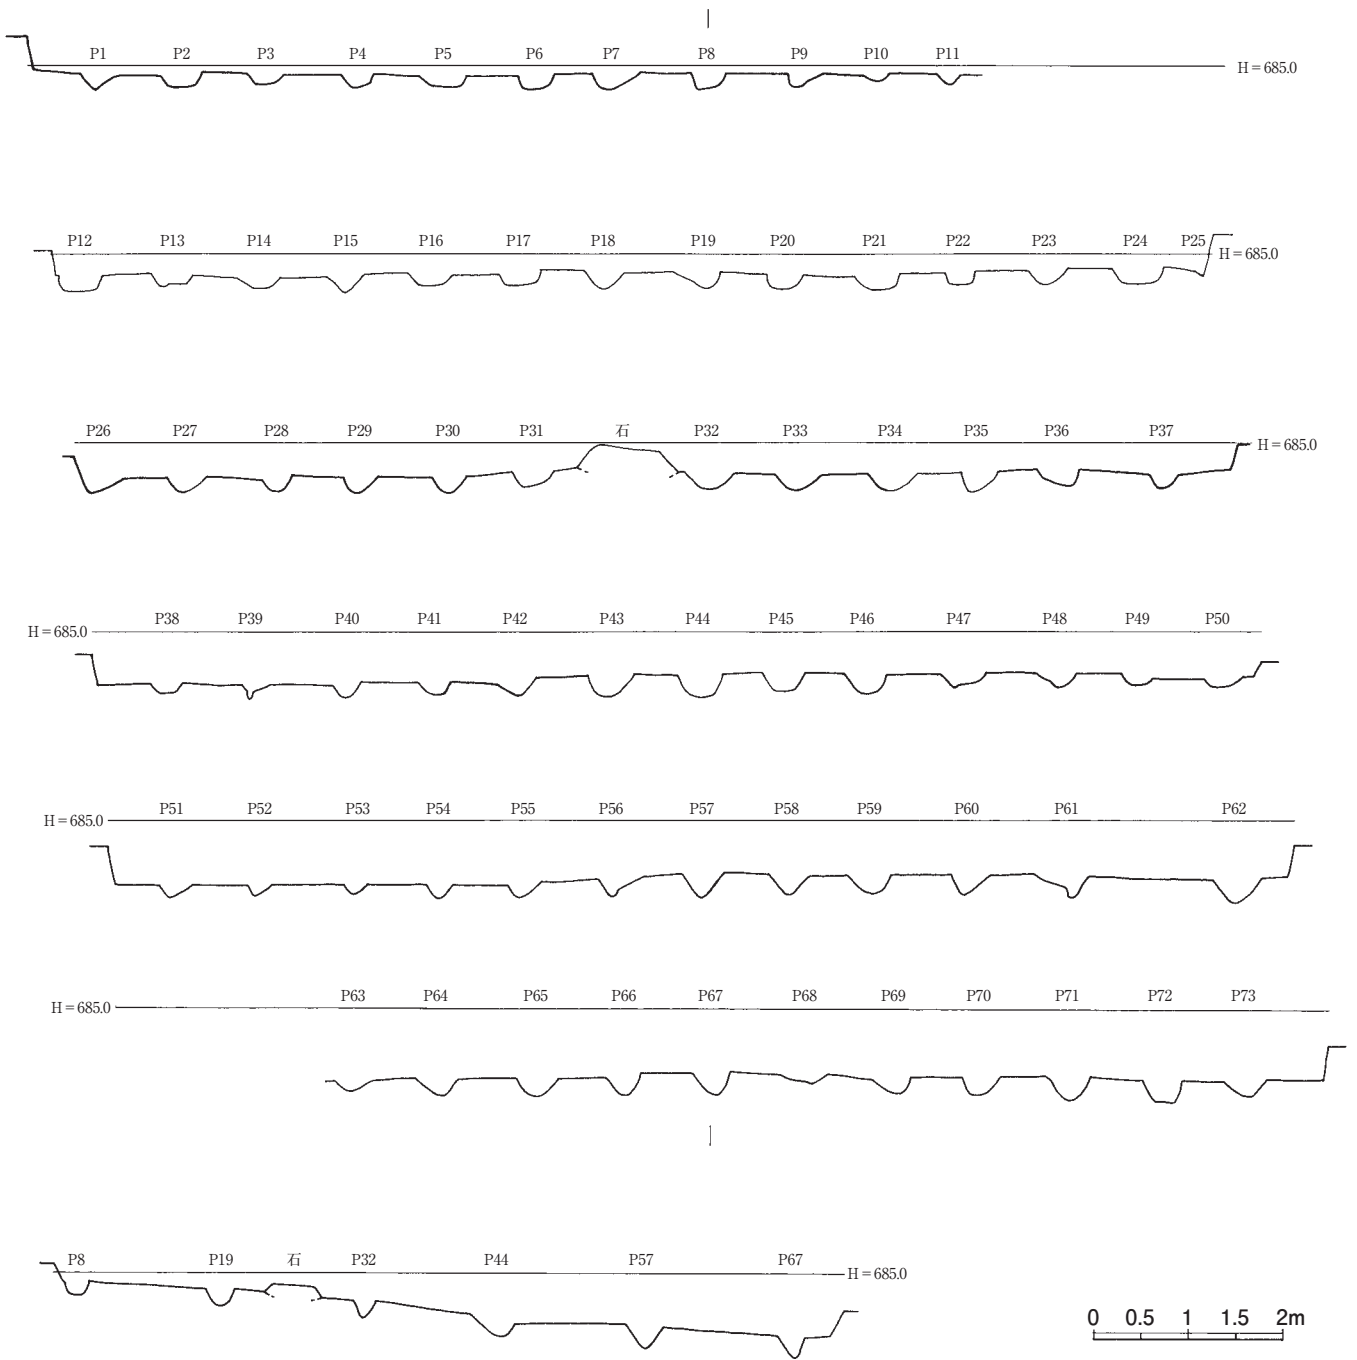 P1 P2 P3 P4 P5 P6 P7 P8 P9 P10 P11
H＝685.0
P12 P13 P14 P15 P16 P17 P18 P19 P20 P21 P22 P23 P24 P25
H＝685.0
P26 P27 P28 P29 P30 P31 石 P32 P33 P34 P35 P36 P37
H＝685.0
P38 P39 P40 P41 P42 P43 P44 P45 P46 P47 P48 P49 P50
H＝685.0
P51 P52 P53 P54 P55 P56 P57 P58 P59 P60 P61 P62
H＝685.0
P63 P64 P65 P66 P67 P68 P69 P70 P71 P72 P73
H＝685.0
P8 P19 石 P32 P44 P57 P67
H＝685.0
0 0.5 1 1.5 2m